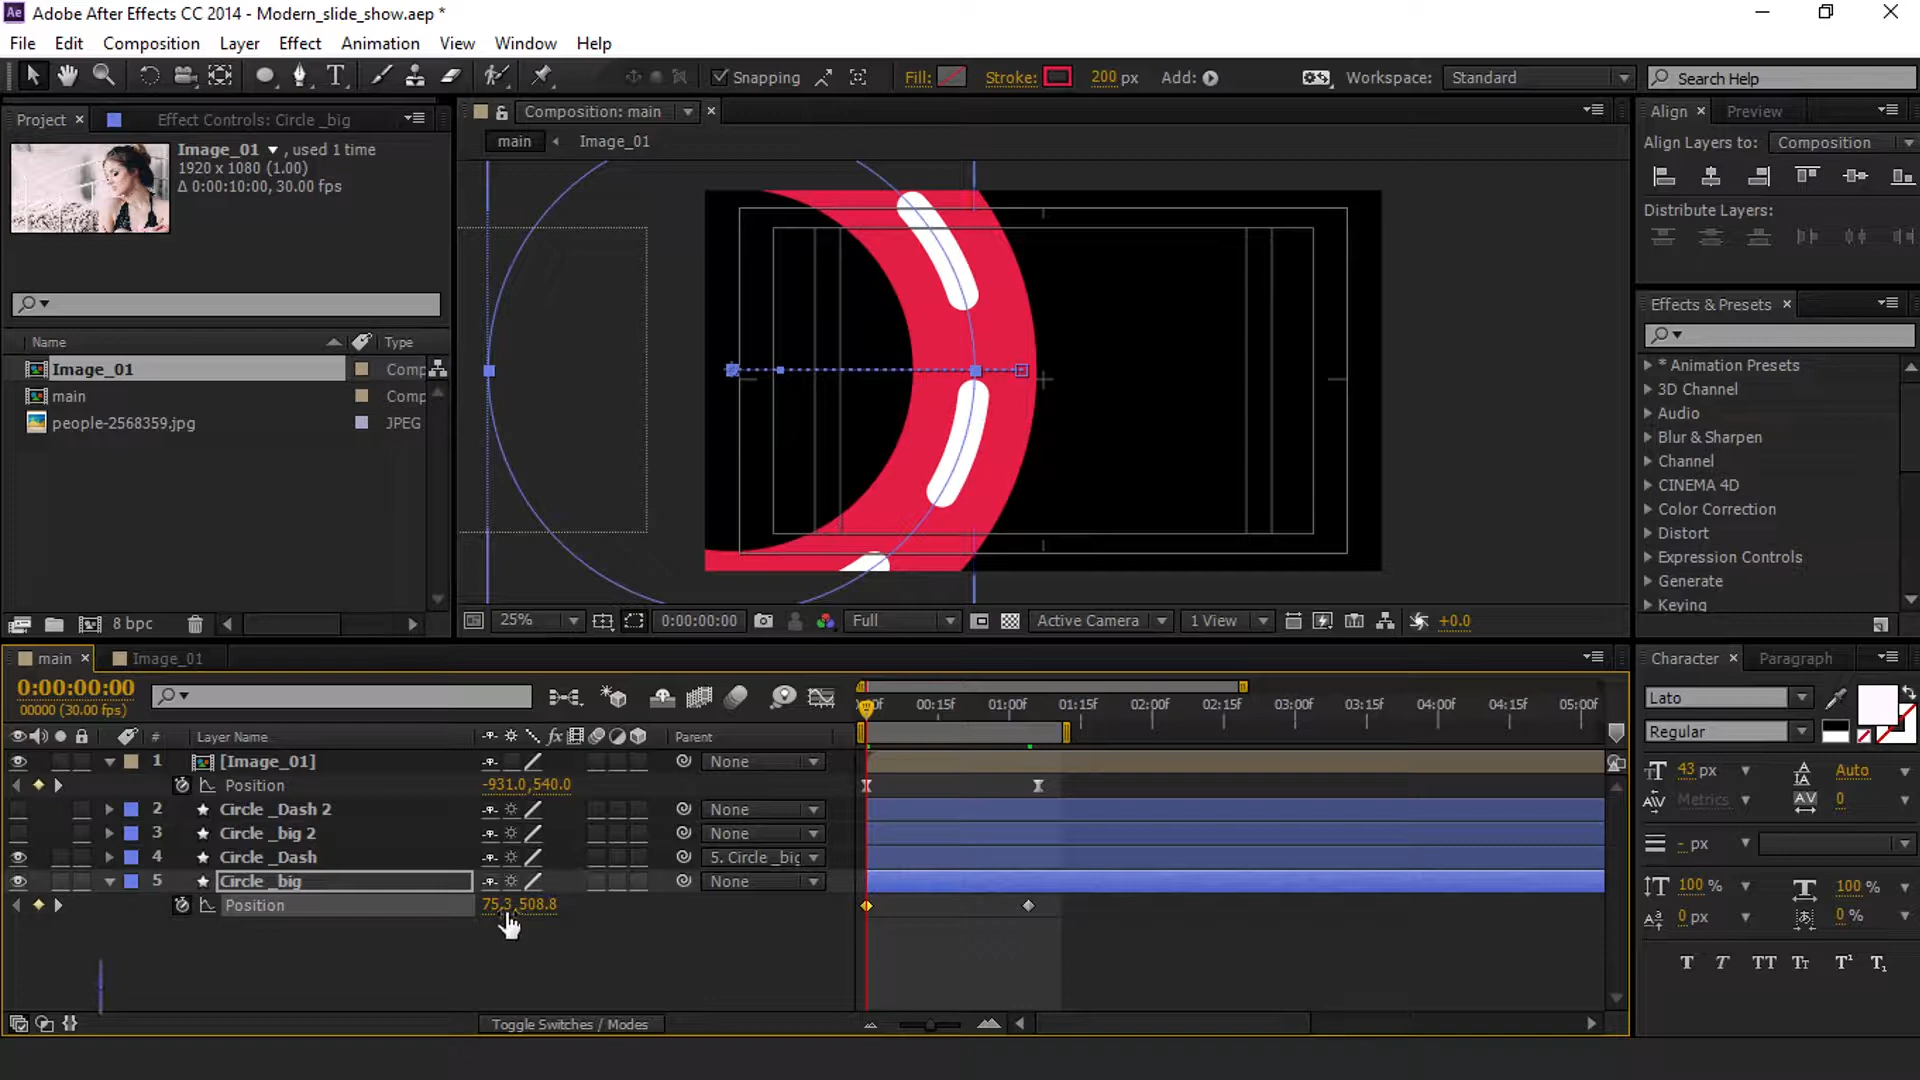 Ae Adobe After Effects CC 2014 - Modern_slide_show.aep *
File Edit Composition Layer Effect Animation View Window Help
Snapping Fill: Stroke: 200 px Add: Workspace: Standard Search Help
Project × Effect Controls: Circle _big
Image_01 ▼ , used 1 time
1920 x 1080 (1.00)
Δ 0:00:10:00, 30.00 fps
Name Type
Image_01 Comp
main Comp
people-2568359.jpg JPEG
8 bpc
Composition: main
main Image_01
25% 0:00:00:00 Full Active Camera 1 View +0.0
Align × Preview
Align Layers to: Composition
Distribute Layers:
Effects & Presets ×
* Animation Presets
3D Channel
Audio
Blur & Sharpen
Channel
CINEMA 4D
Color Correction
Distort
Expression Controls
Generate
Keying
main × Image_01
0:00:00:00
00000 (30.00 fps)
00:15f 01:00f 01:15f 02:00f 02:15f 03:00f 03:15f 04:00f 04:15f 05:00f
# Layer Name fx Parent
1 [Image_01] None
Position -931.0,540.0
2 Circle _Dash 2 None
3 Circle _big 2 None
4 Circle _Dash 5. Circle _big
5 Circle _big None
Position 75.3,508.8
Toggle Switches / Modes
Character × Paragraph
Lato
Regular
43 px Auto
Metrics 0
- px
100 % 100 %
0 px 0 %
T T TT Tт T¹ T₁